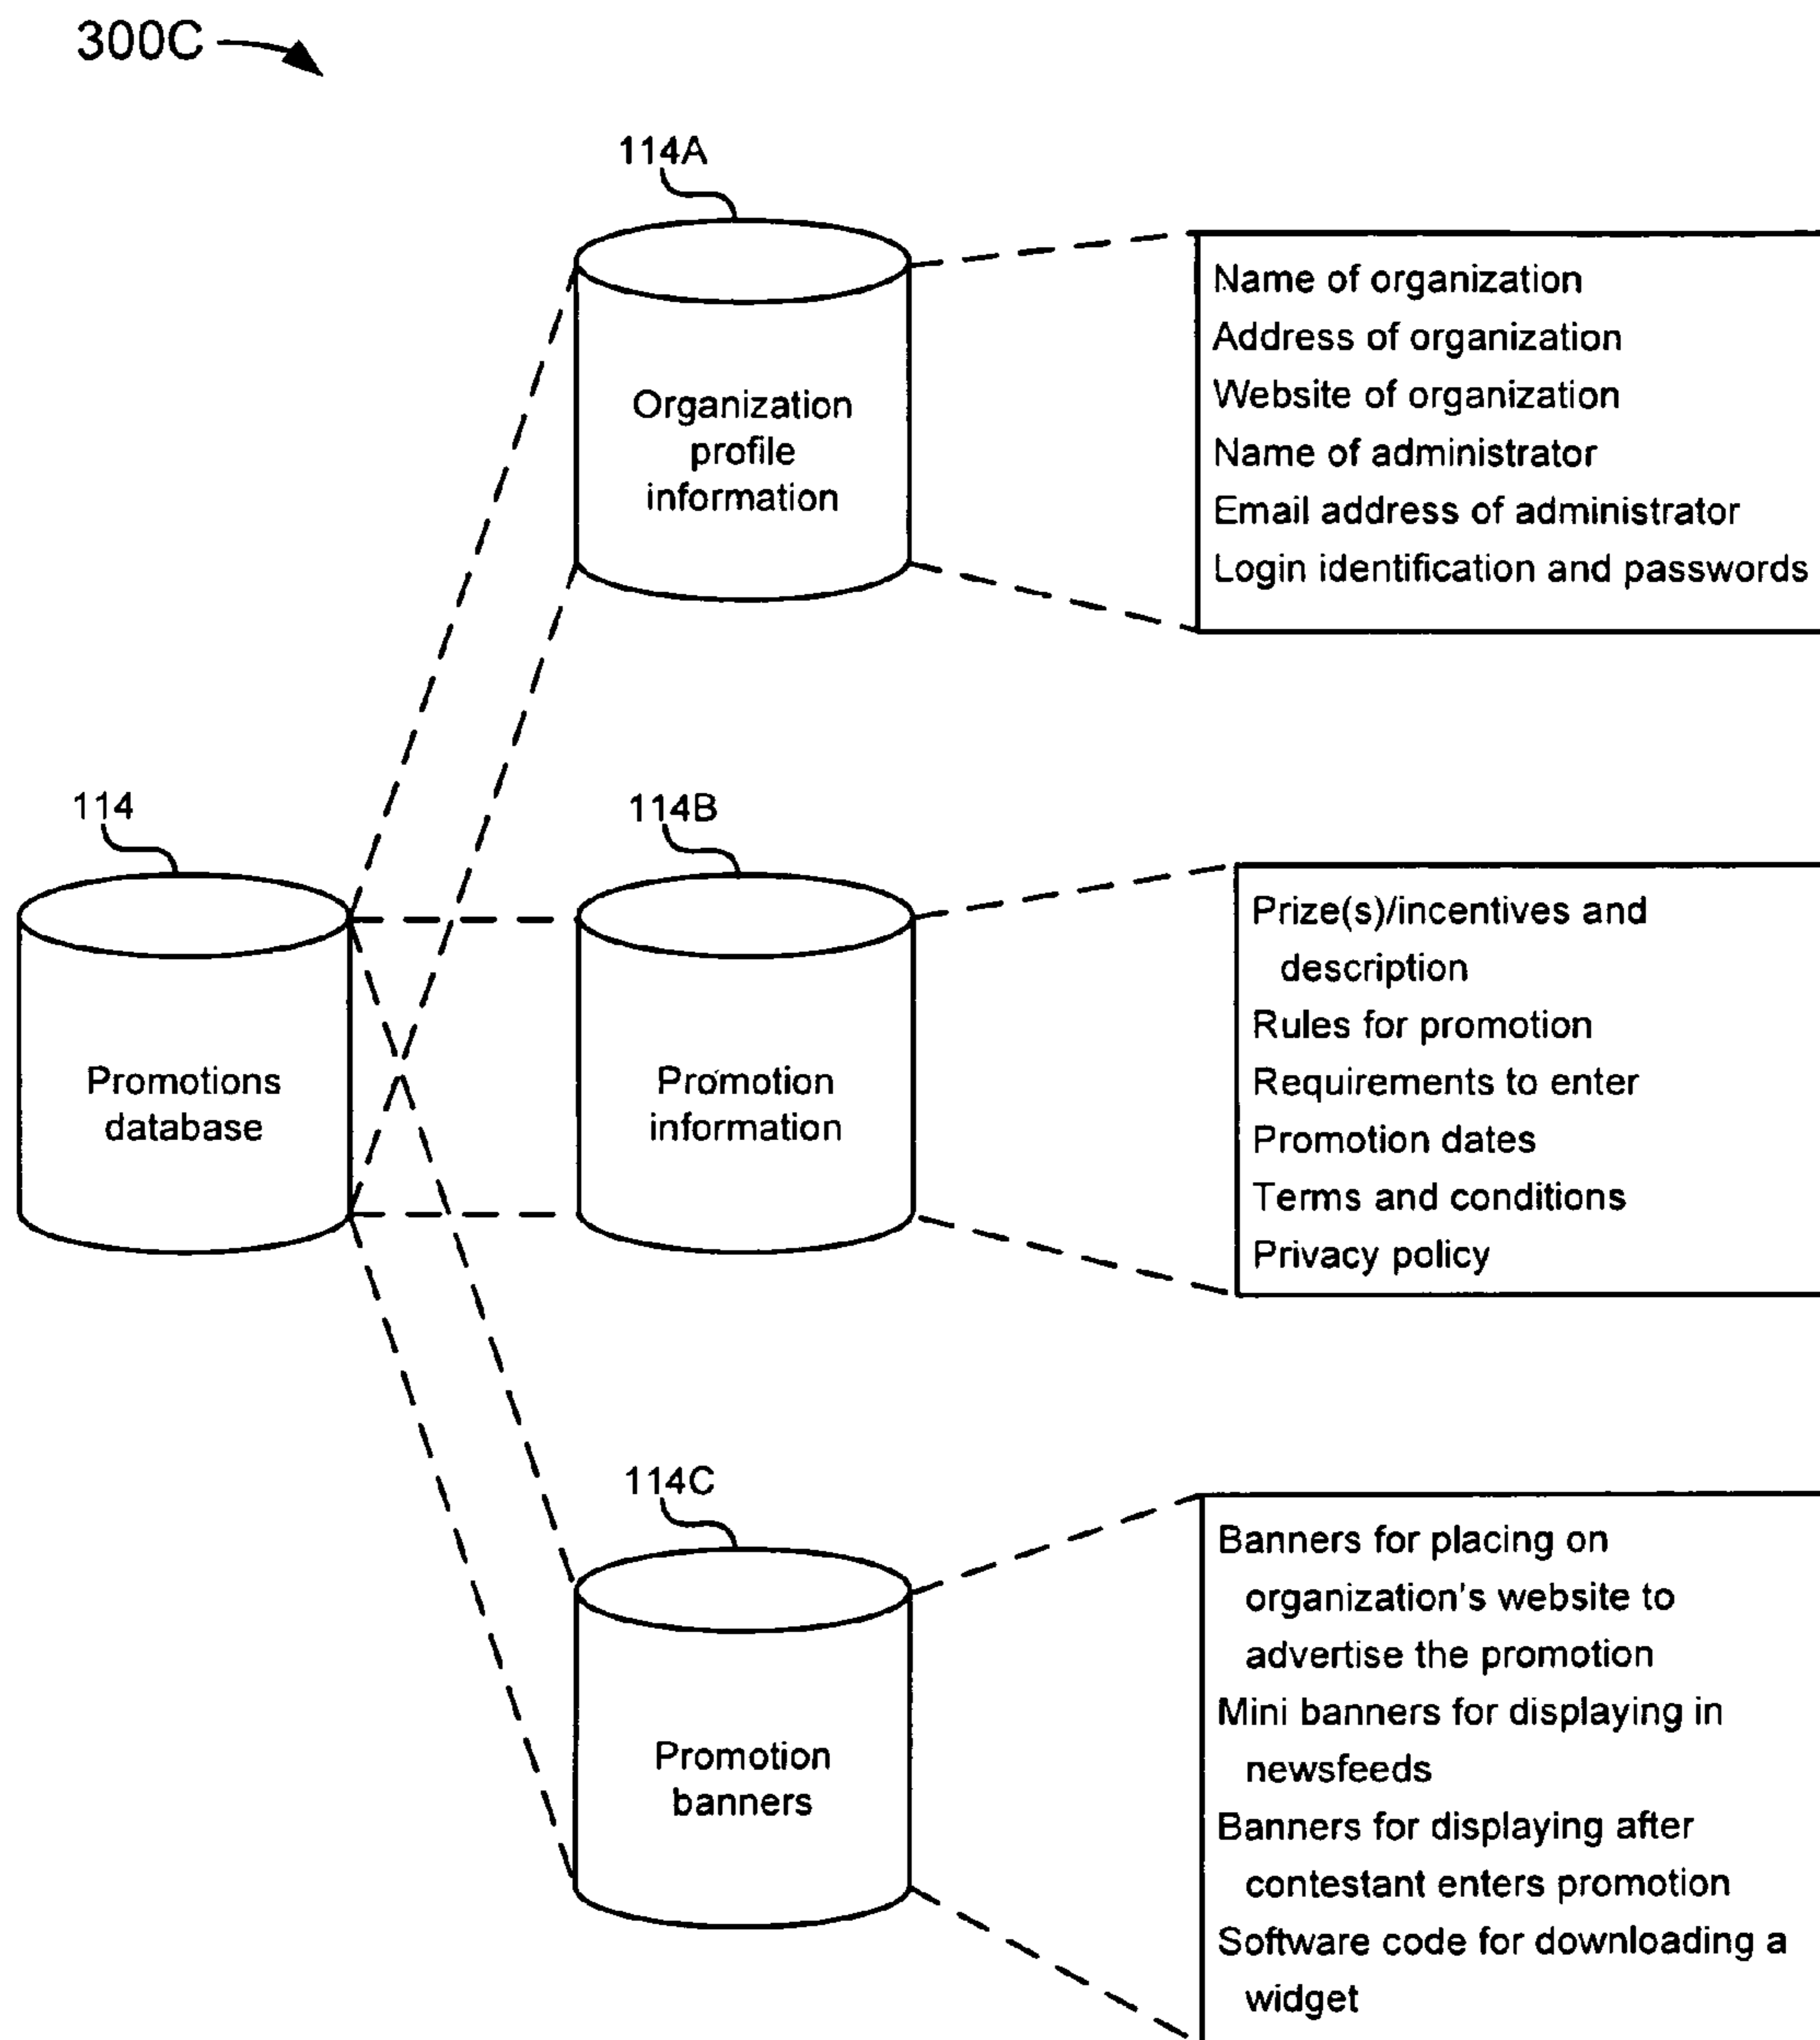 300C
114A
Organization
profile
information
Name of organization
Address of organization
Website of organization
Name of administrator
Email address of administrator
Login identification and passwords
114
Promotions
database
114B
Promotion
information
Prize(s)/incentives and
description
Rules for promotion
Requirements to enter
Promotion dates
Terms and conditions
Privacy policy
114C
Promotion
banners
Banners for placing on
organization's website to
advertise the promotion
Mini banners for displaying in
newsfeeds
Banners for displaying after
contestant enters promotion
Software code for downloading a
widget